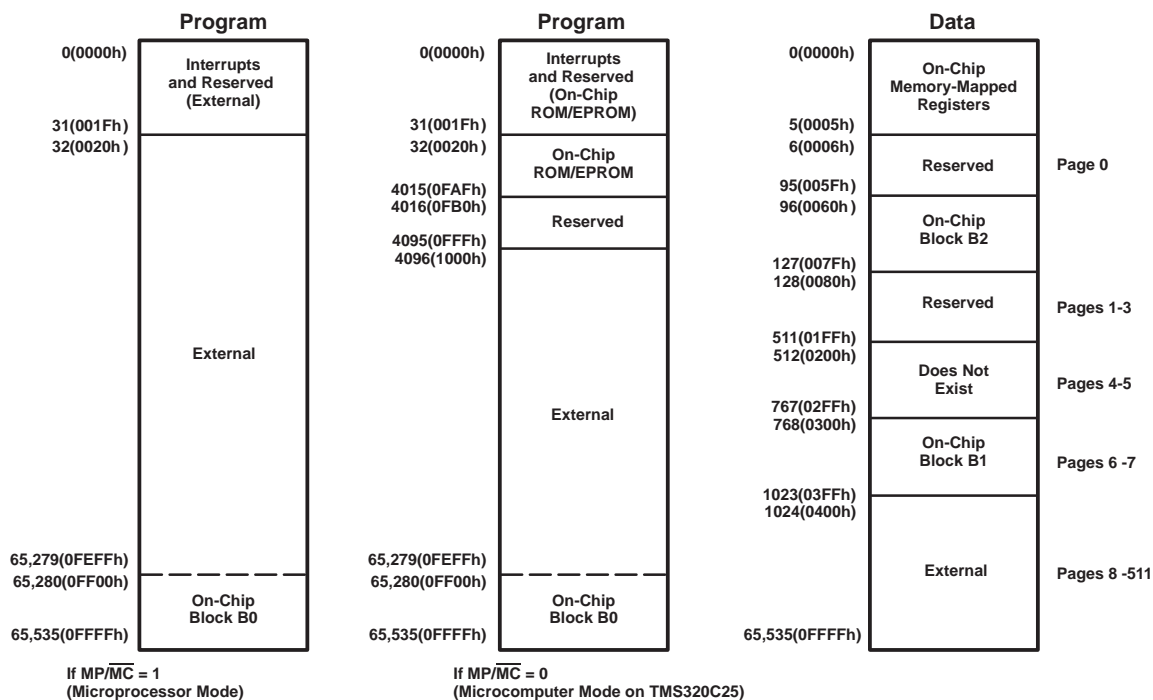 Program
0(0000h)
Interrupts
and Reserved
(External)
31(001Fh)
32(0020h)
External
65,279(0FEFFh)
65,280(0FF00h)
On-Chip
Block B0
65,535(0FFFFh)
If MP/MC = 1
(Microprocessor Mode)
Program
0(0000h)
Interrupts
and Reserved
(On-Chip
ROM/EPROM)
31(001Fh)
32(0020h)
On-Chip
ROM/EPROM
4015(0FAFh)
4016(0FB0h)
Reserved
4095(0FFFh)
4096(1000h)
External
65,279(0FEFFh)
65,280(0FF00h)
On-Chip
Block B0
65,535(0FFFFh)
If MP/MC = 0
(Microcomputer Mode on TMS320C25)
Data
0(0000h)
On-Chip
Memory-Mapped
Registers
5(0005h)
6(0006h)
Reserved
Page 0
95(005Fh)
96(0060h)
On-Chip
Block B2
127(007Fh)
128(0080h)
Reserved
Pages 1-3
511(01FFh)
512(0200h)
Does Not
Exist
Pages 4-5
767(02FFh)
768(0300h)
On-Chip
Block B1
Pages 6 -7
1023(03FFh)
1024(0400h)
External
Pages 8 -511
65,535(0FFFFh)